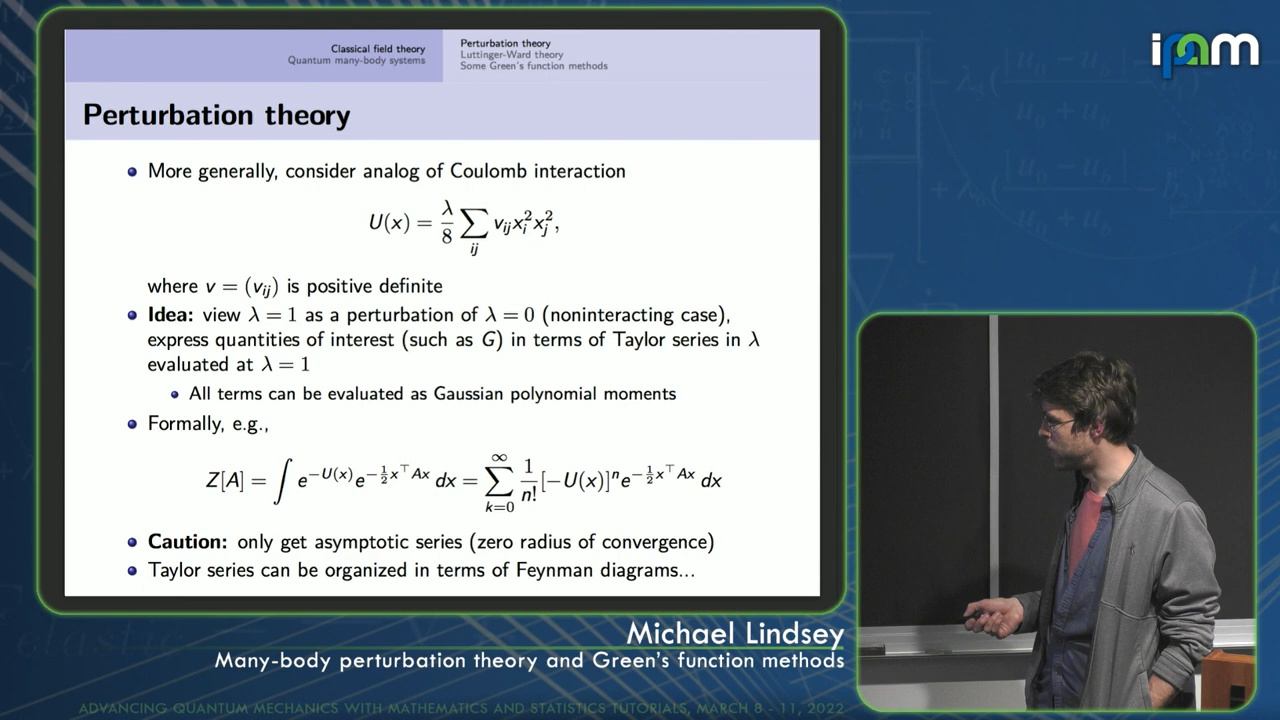 ipam
Classical field theory
Quantum many-body systems
Perturbation theory
Luttinger-Ward theory
Some Green's function methods
Perturbation theory
• More generally, consider analog of Coulomb interaction
U(x) = λ/8 ∑_{ij} v_{ij}x_i^2x_j^2,
where v = (v_{ij}) is positive definite
• Idea: view λ = 1 as a perturbation of λ = 0 (noninteracting case),
express quantities of interest (such as G) in terms of Taylor series in λ
evaluated at λ = 1
• All terms can be evaluated as Gaussian polynomial moments
• Formally, e.g.,
Z[A] = ∫ e^{−U(x)}e^{−½x^⊤Ax} dx = ∑_{k=0}^{∞} 1/n! [−U(x)]^n e^{−½x^⊤Ax} dx
• Caution: only get asymptotic series (zero radius of convergence)
• Taylor series can be organized in terms of Feynman diagrams...
Michael Lindsey
Many-body perturbation theory and Green's function methods
ADVANCING QUANTUM MECHANICS WITH MATHEMATICS AND STATISTICS TUTORIALS, MARCH 8 - 11, 2022